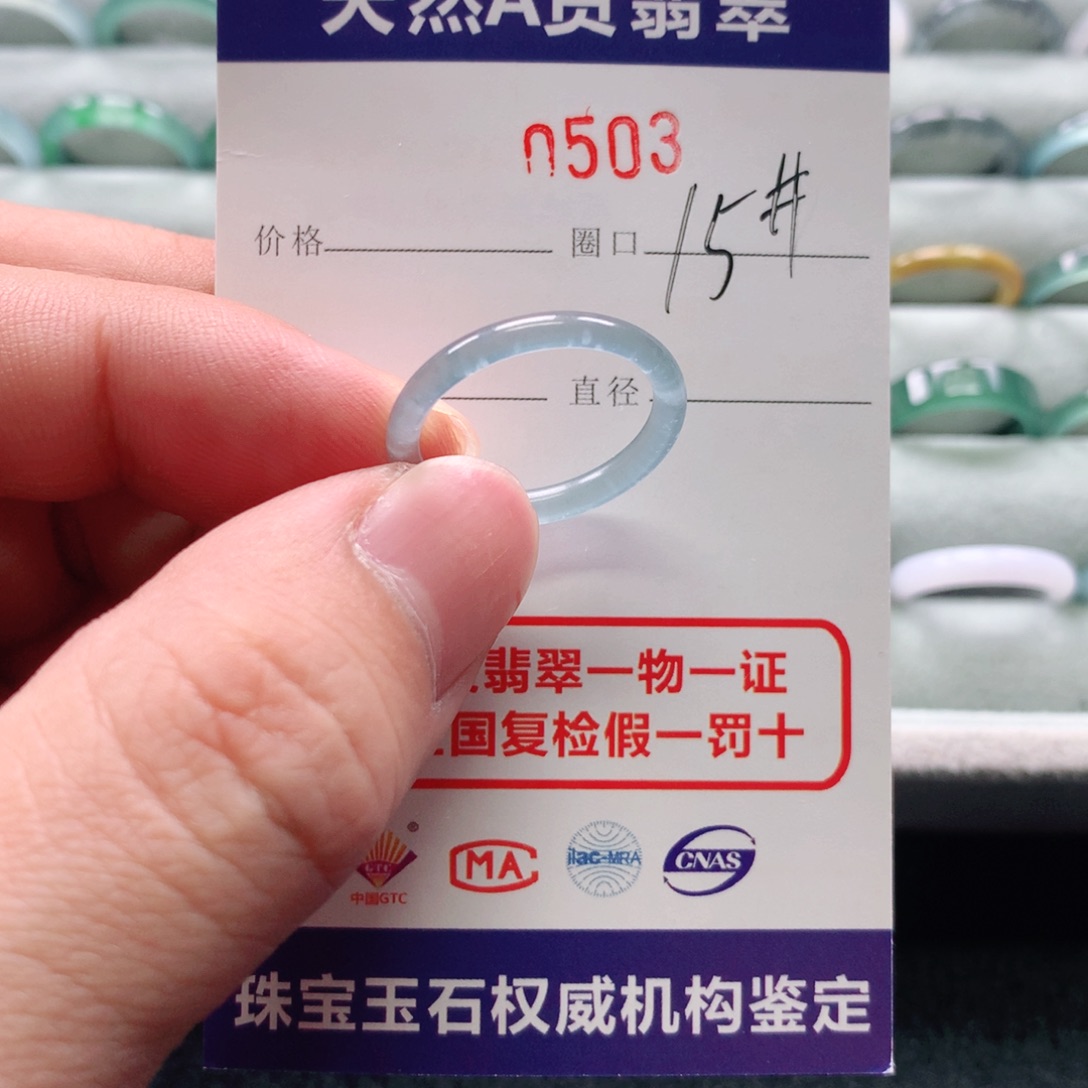 天然A货翡翠
0503
价格 圈口 15#
直径
翡翠一物一证
国复检假一罚十
GTC
中国GTC
MA
ilac-MRA
CNAS
珠宝玉石权威机构鉴定